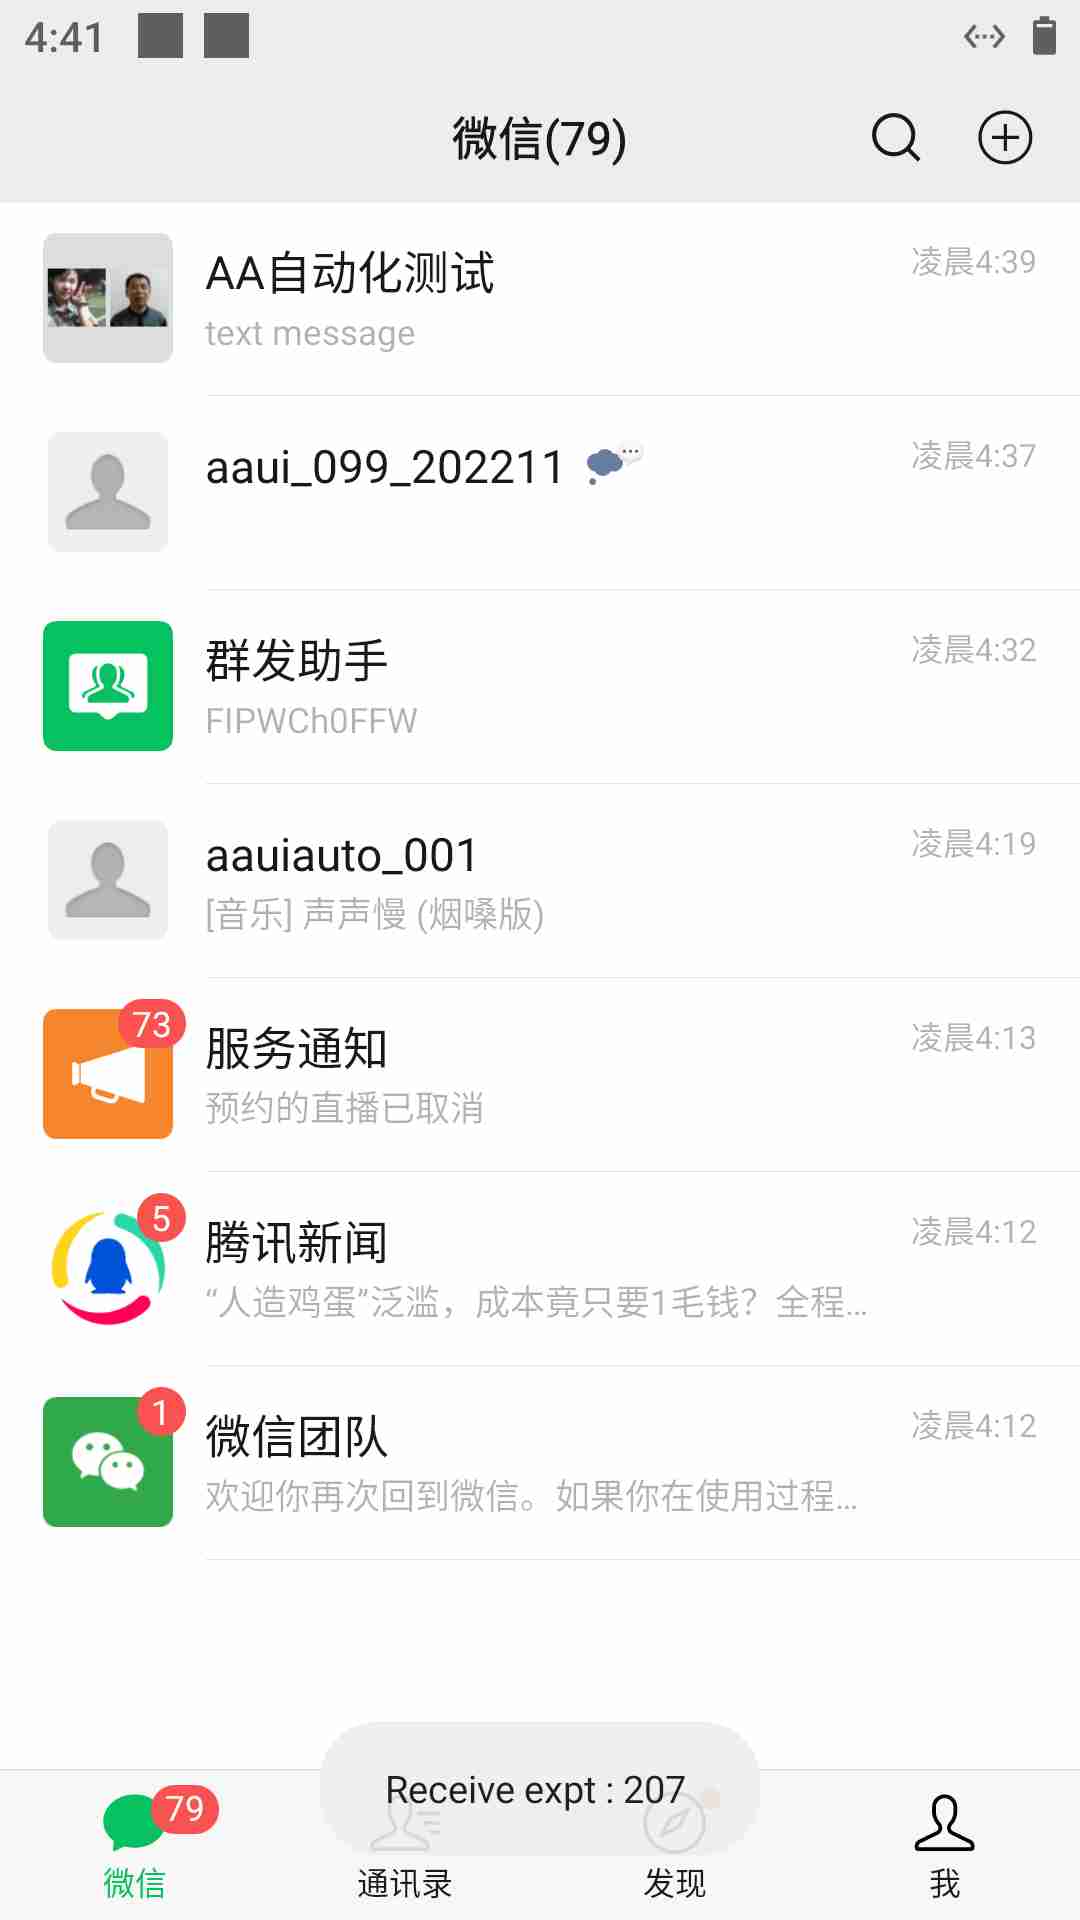 4:41
微信(79)
AA自动化测试
凌晨4:39
text message
aaui_099_202211
凌晨4:37
群发助手
凌晨4:32
FIPWCh0FFW
aauiauto_001
凌晨4:19
[音乐] 声声慢 (烟嗓版)
73
服务通知
凌晨4:13
预约的直播已取消
5
腾讯新闻
凌晨4:12
“人造鸡蛋”泛滥，成本竟只要1毛钱？全程...
1
微信团队
凌晨4:12
欢迎你再次回到微信。如果你在使用过程...
Receive expt : 207
79
微信
通讯录
发现
我